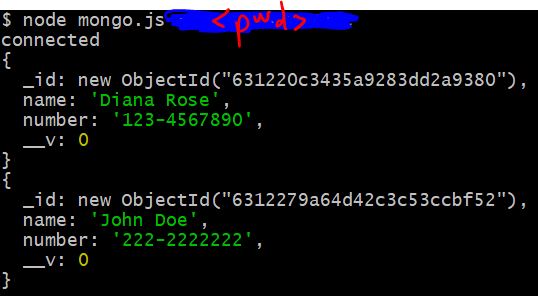 $ node mongo.js <pwd>
connected
{
  _id: new ObjectId("631220c3435a9283dd2a9380"),
  name: 'Diana Rose',
  number: '123-4567890',
  __v: 0
}
{
  _id: new ObjectId("6312279a64d42c3c53ccbf52"),
  name: 'John Doe',
  number: '222-2222222',
  __v: 0
}